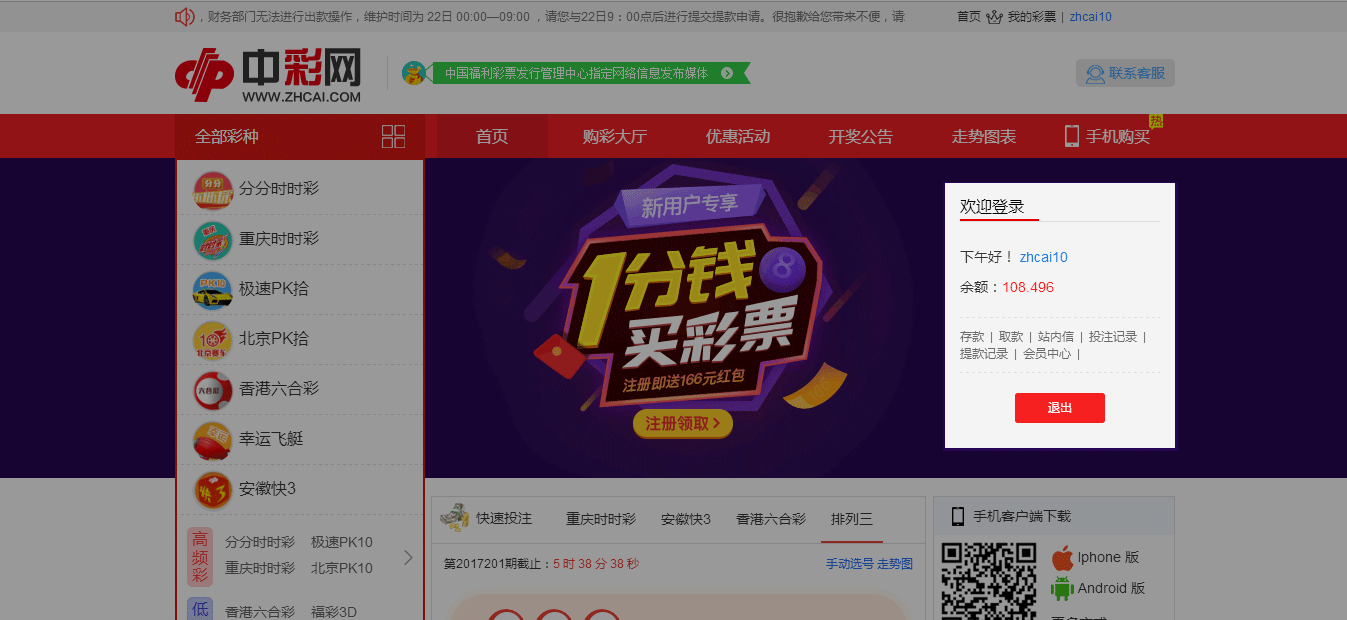 ，财务部门无法进行出款操作，维护时间为 22日 00:00—09:00 ，请您与22日9：00点后进行提交提款申请。很抱歉给您带来不便，请
首页 我的彩票 | zhcai10
中彩网
WWW.ZHCAI.COM
中国福利彩票发行管理中心指定网络信息发布媒体
联系客服
全部彩种 首页 购彩大厅 优惠活动 开奖公告 走势图表 手机购买 热
分分时时彩
重庆时时彩
极速PK拾
PK10
北京PK拾
北京赛车
香港六合彩
六合彩
幸运飞艇
安徽快3
快3
高频彩
分分时时彩 极速PK10
重庆时时彩 北京PK10
低
香港六合彩 福彩3D
新用户专享
1分钱
8
买彩票
注册即送166元红包
注册领取
欢迎登录
下午好！ zhcai10
余额：108.496
存款 | 取款 | 站内信 | 投注记录 |
提款记录 | 会员中心 |
退出
快速投注 重庆时时彩 安徽快3 香港六合彩 排列三
第2017201期截止：5 时 38 分 38 秒
手动选号 走势图
手机客户端下载
Iphone 版
Android 版